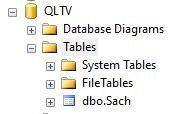 QLTV
Database Diagrams
Tables
System Tables
FileTables
dbo.Sach